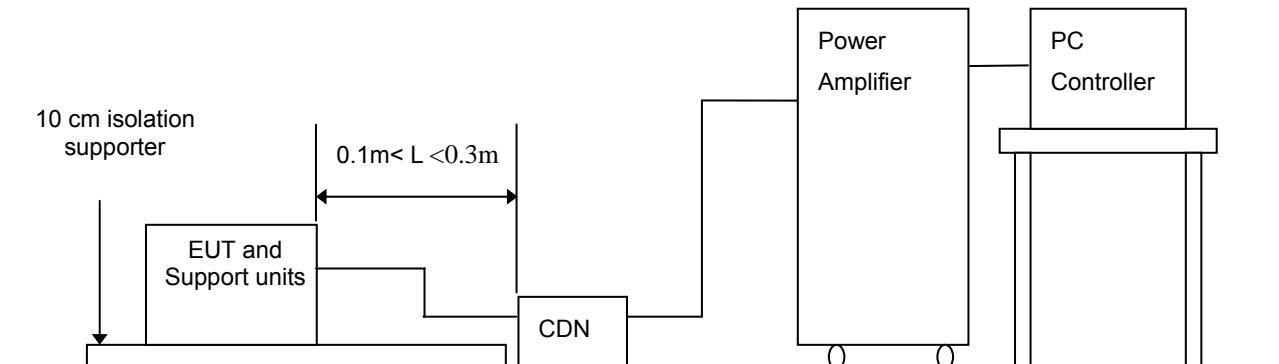 Power
Amplifier
PC
Controller
10 cm isolation
supporter
0.1m< L <0.3m
EUT and
Support units
CDN